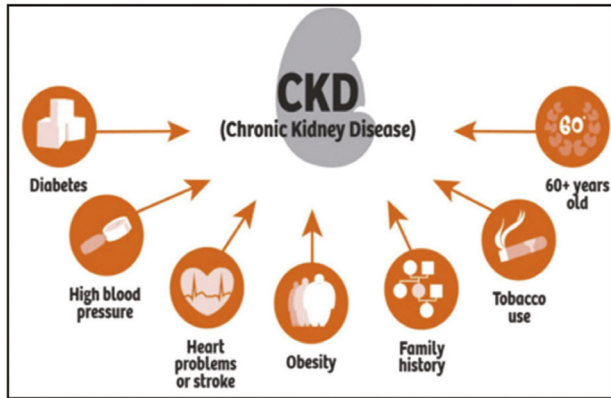 CKD
(Chronic Kidney Disease)
Diabetes
High blood
pressure
Heart
problems
or stroke
Obesity
Family
history
Tobacco
use
60+
60+ years
old